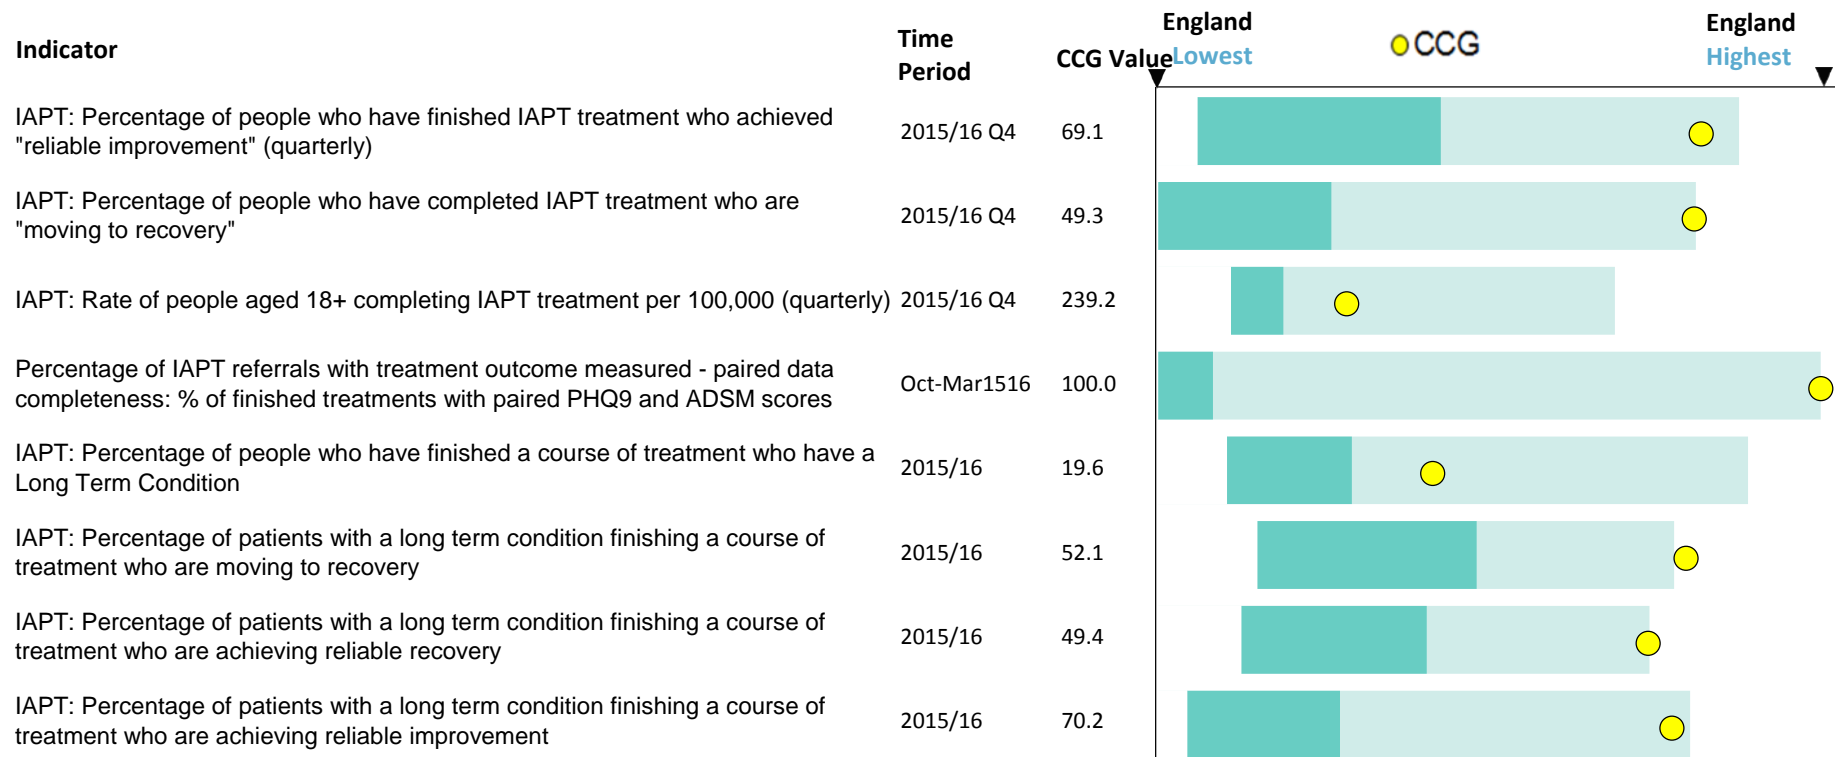 Indicator
Time
Period
CCG Value
England
Lowest
CCG
England
Highest
IAPT: Percentage of people who have finished IAPT treatment who achieved
"reliable improvement" (quarterly)
2015/16 Q4
69.1
IAPT: Percentage of people who have completed IAPT treatment who are
"moving to recovery"
2015/16 Q4
49.3
IAPT: Rate of people aged 18+ completing IAPT treatment per 100,000 (quarterly)
2015/16 Q4
239.2
Percentage of IAPT referrals with treatment outcome measured - paired data
completeness: % of finished treatments with paired PHQ9 and ADSM scores
Oct-Mar1516
100.0
IAPT: Percentage of people who have finished a course of treatment who have a
Long Term Condition
2015/16
19.6
IAPT: Percentage of patients with a long term condition finishing a course of
treatment who are moving to recovery
2015/16
52.1
IAPT: Percentage of patients with a long term condition finishing a course of
treatment who are achieving reliable recovery
2015/16
49.4
IAPT: Percentage of patients with a long term condition finishing a course of
treatment who are achieving reliable improvement
2015/16
70.2